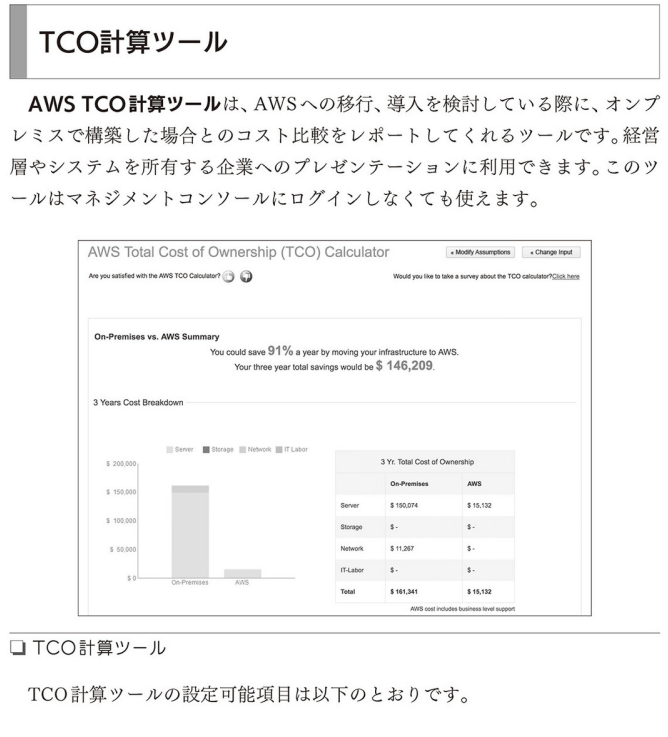 TCO計算ツール
AWS TCO計算ツールは、AWSへの移行、導入を検討している際に、オンプ
レミスで構築した場合とのコスト比較をレポートしてくれるツールです。経営
層やシステムを所有する企業へのプレゼンテーションに利用できます。このツ
ールはマネジメントコンソールにログインしなくても使えます。
AWS Total Cost of Ownership (TCO) Calculator
« Modify Assumptions
« Change Input
Are you satisfied with the AWS TCO Calculator?
Would you like to take a survey about the TCO calculator?Click here
On-Premises vs. AWS Summary
You could save 91% a year by moving your infrastructure to AWS.
Your three year total savings would be $ 146,209.
3 Years Cost Breakdown
Server Storage Network IT Labor
$ 200,000
$ 150,000
$ 100,000
$ 50,000
$ 0
On-Premises AWS
3 Yr. Total Cost of Ownership
On-Premises AWS
Server $ 150,074 $ 15,132
Storage $ - $ -
Network $ 11,267 $ -
IT-Labor $ - $ -
Total $ 161,341 $ 15,132
AWS cost includes business level support
TCO計算ツール
TCO計算ツールの設定可能項目は以下のとおりです。